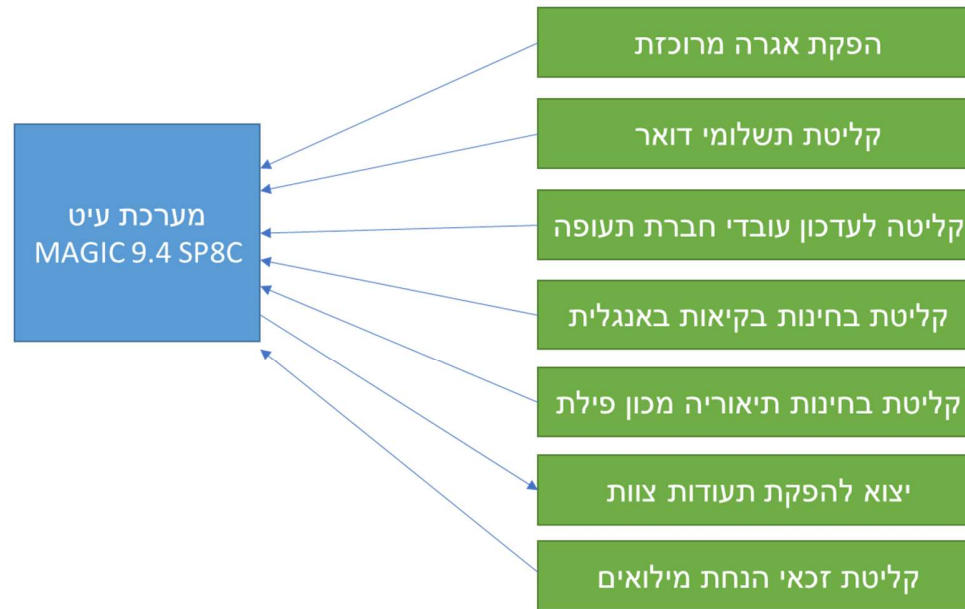 הפקת אגרה מרוכזת
קליטת תשלומי דואר
קליטה לעדכון עובדי חברת תעופה
קליטת בחינות בקיאות באנגלית
קליטת בחינות תיאוריה מכון פילת
יצוא להפקת תעודות צוות
קליטת זכאי הנחת מילואים
מערכת עיט
MAGIC 9.4 SP8C